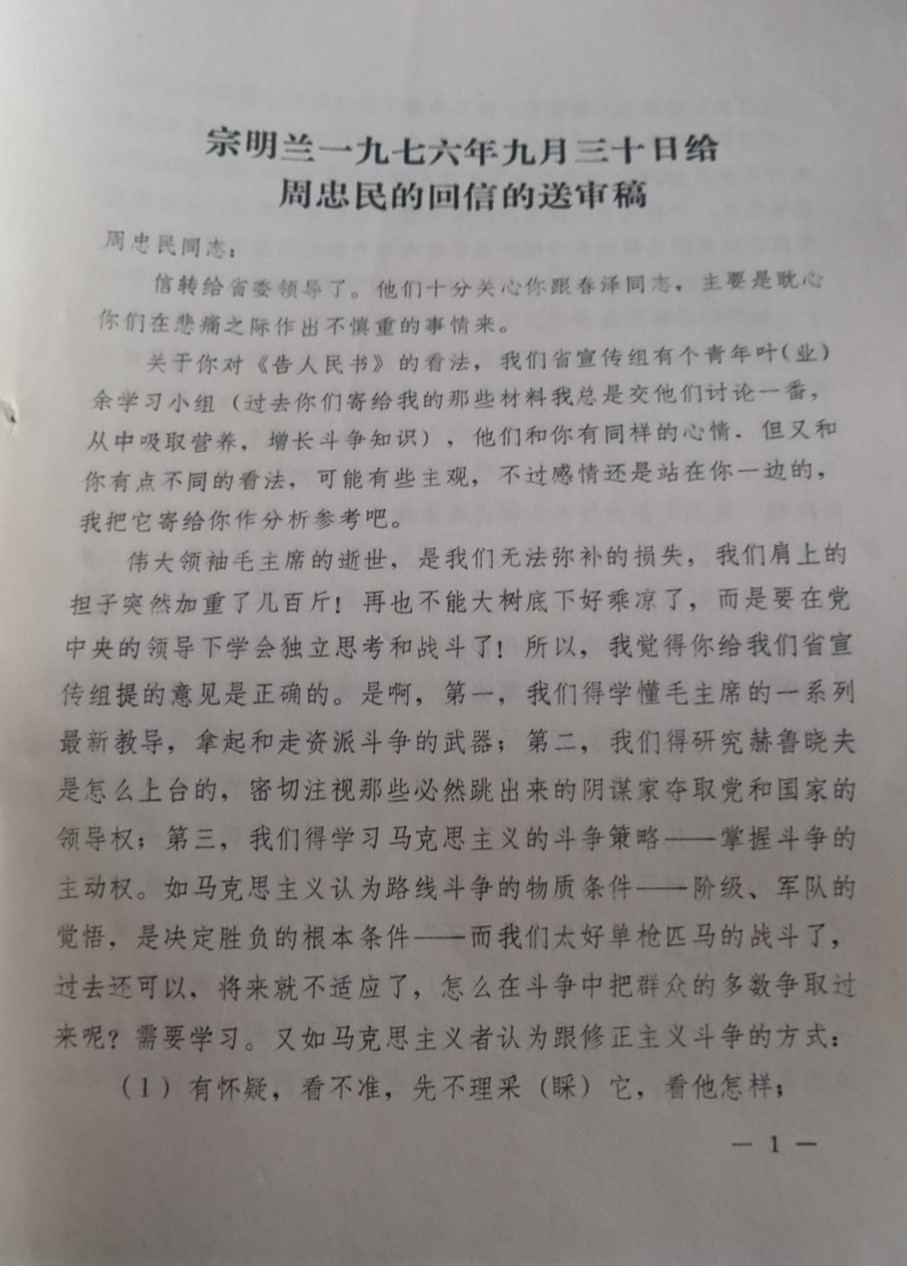 宗明兰一九七六年九月三十日给
周忠民的回信的送审稿
周忠民同志：
信转给省委领导了。他们十分关心你跟春泽同志，主要是耽心
你们在悲痛之际作出不慎重的事情来。
关于你对《告人民书》的看法，我们省宣传组有个青年叶（业）
余学习小组（过去你们寄给我的那些材料我总是交他们讨论一番，
从中吸取营养，增长斗争知识），他们和你有同样的心情．但又和
你有点不同的看法，可能有些主观，不过感情还是站在你一边的，
我把它寄给你作分析参考吧。
伟大领袖毛主席的逝世，是我们无法弥补的损失，我们肩上的
担子突然加重了几百斤！再也不能大树底下好乘凉了，而是要在党
中央的领导下学会独立思考和战斗了！所以，我觉得你给我们省宣
传组提的意见是正确的。是啊，第一，我们得学懂毛主席的一系列
最新教导，拿起和走资派斗争的武器；第二，我们得研究赫鲁晓夫
是怎么上台的，密切注视那些必然跳出来的阴谋家夺取党和国家的
领导权；第三，我们得学习马克思主义的斗争策略——掌握斗争的
主动权。如马克思主义认为路线斗争的物质条件——阶级、军队的
觉悟，是决定胜负的根本条件——而我们太好单枪匹马的战斗了，
过去还可以，将来就不适应了，怎么在斗争中把群众的多数争取过
来呢？需要学习。又如马克思主义者认为跟修正主义斗争的方式：
（1）有怀疑，看不准，先不理采（睬）它，看他怎样；
— 1 —